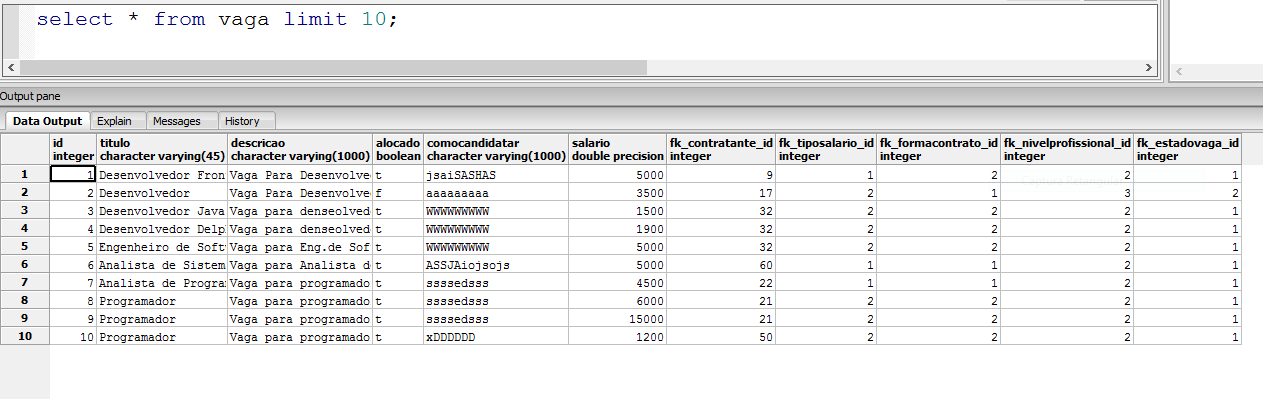 select * from vaga limit 10;
Output pane
Data Output Explain Messages History
id titulo descricao alocado comocandidatar salario fk_contratante_id fk_tiposalario_id fk_formacontrato_id fk_nivelprofissional_id fk_estadovaga_id
integer character varying(45) character varying(1000) boolean character varying(1000) double precision integer integer integer integer integer
1 1 Desenvolvedor Fron Vaga Para Desenvolve t jsaiSASHAS 5000 9 1 2 2 1
2 2 Desenvolvedor Vaga Para Desenvolve f aaaaaaaaa 3500 17 2 1 3 2
3 3 Desenvolvedor Java Vaga para denseolved t WWWWWWWWW 1500 32 2 2 2 1
4 4 Desenvolvedor Delp Vaga para denseolved t WWWWWWWWW 1900 32 2 2 2 1
5 5 Engenheiro de Soft Vaga para Eng.de Sof t WWWWWWWWW 5000 32 2 2 2 1
6 6 Analista de Sistem Vaga para Analista d t ASSJAiojsojs 5000 60 1 1 2 1
7 7 Analista de Progra Vaga para programado t ssssedsss 4500 22 1 1 2 1
8 8 Programador Vaga para programado t ssssedsss 6000 21 2 2 2 1
9 9 Programador Vaga para programado t ssssedsss 15000 21 2 2 2 1
10 10 Programador Vaga para programado t xDDDDDD 1200 50 2 2 2 1